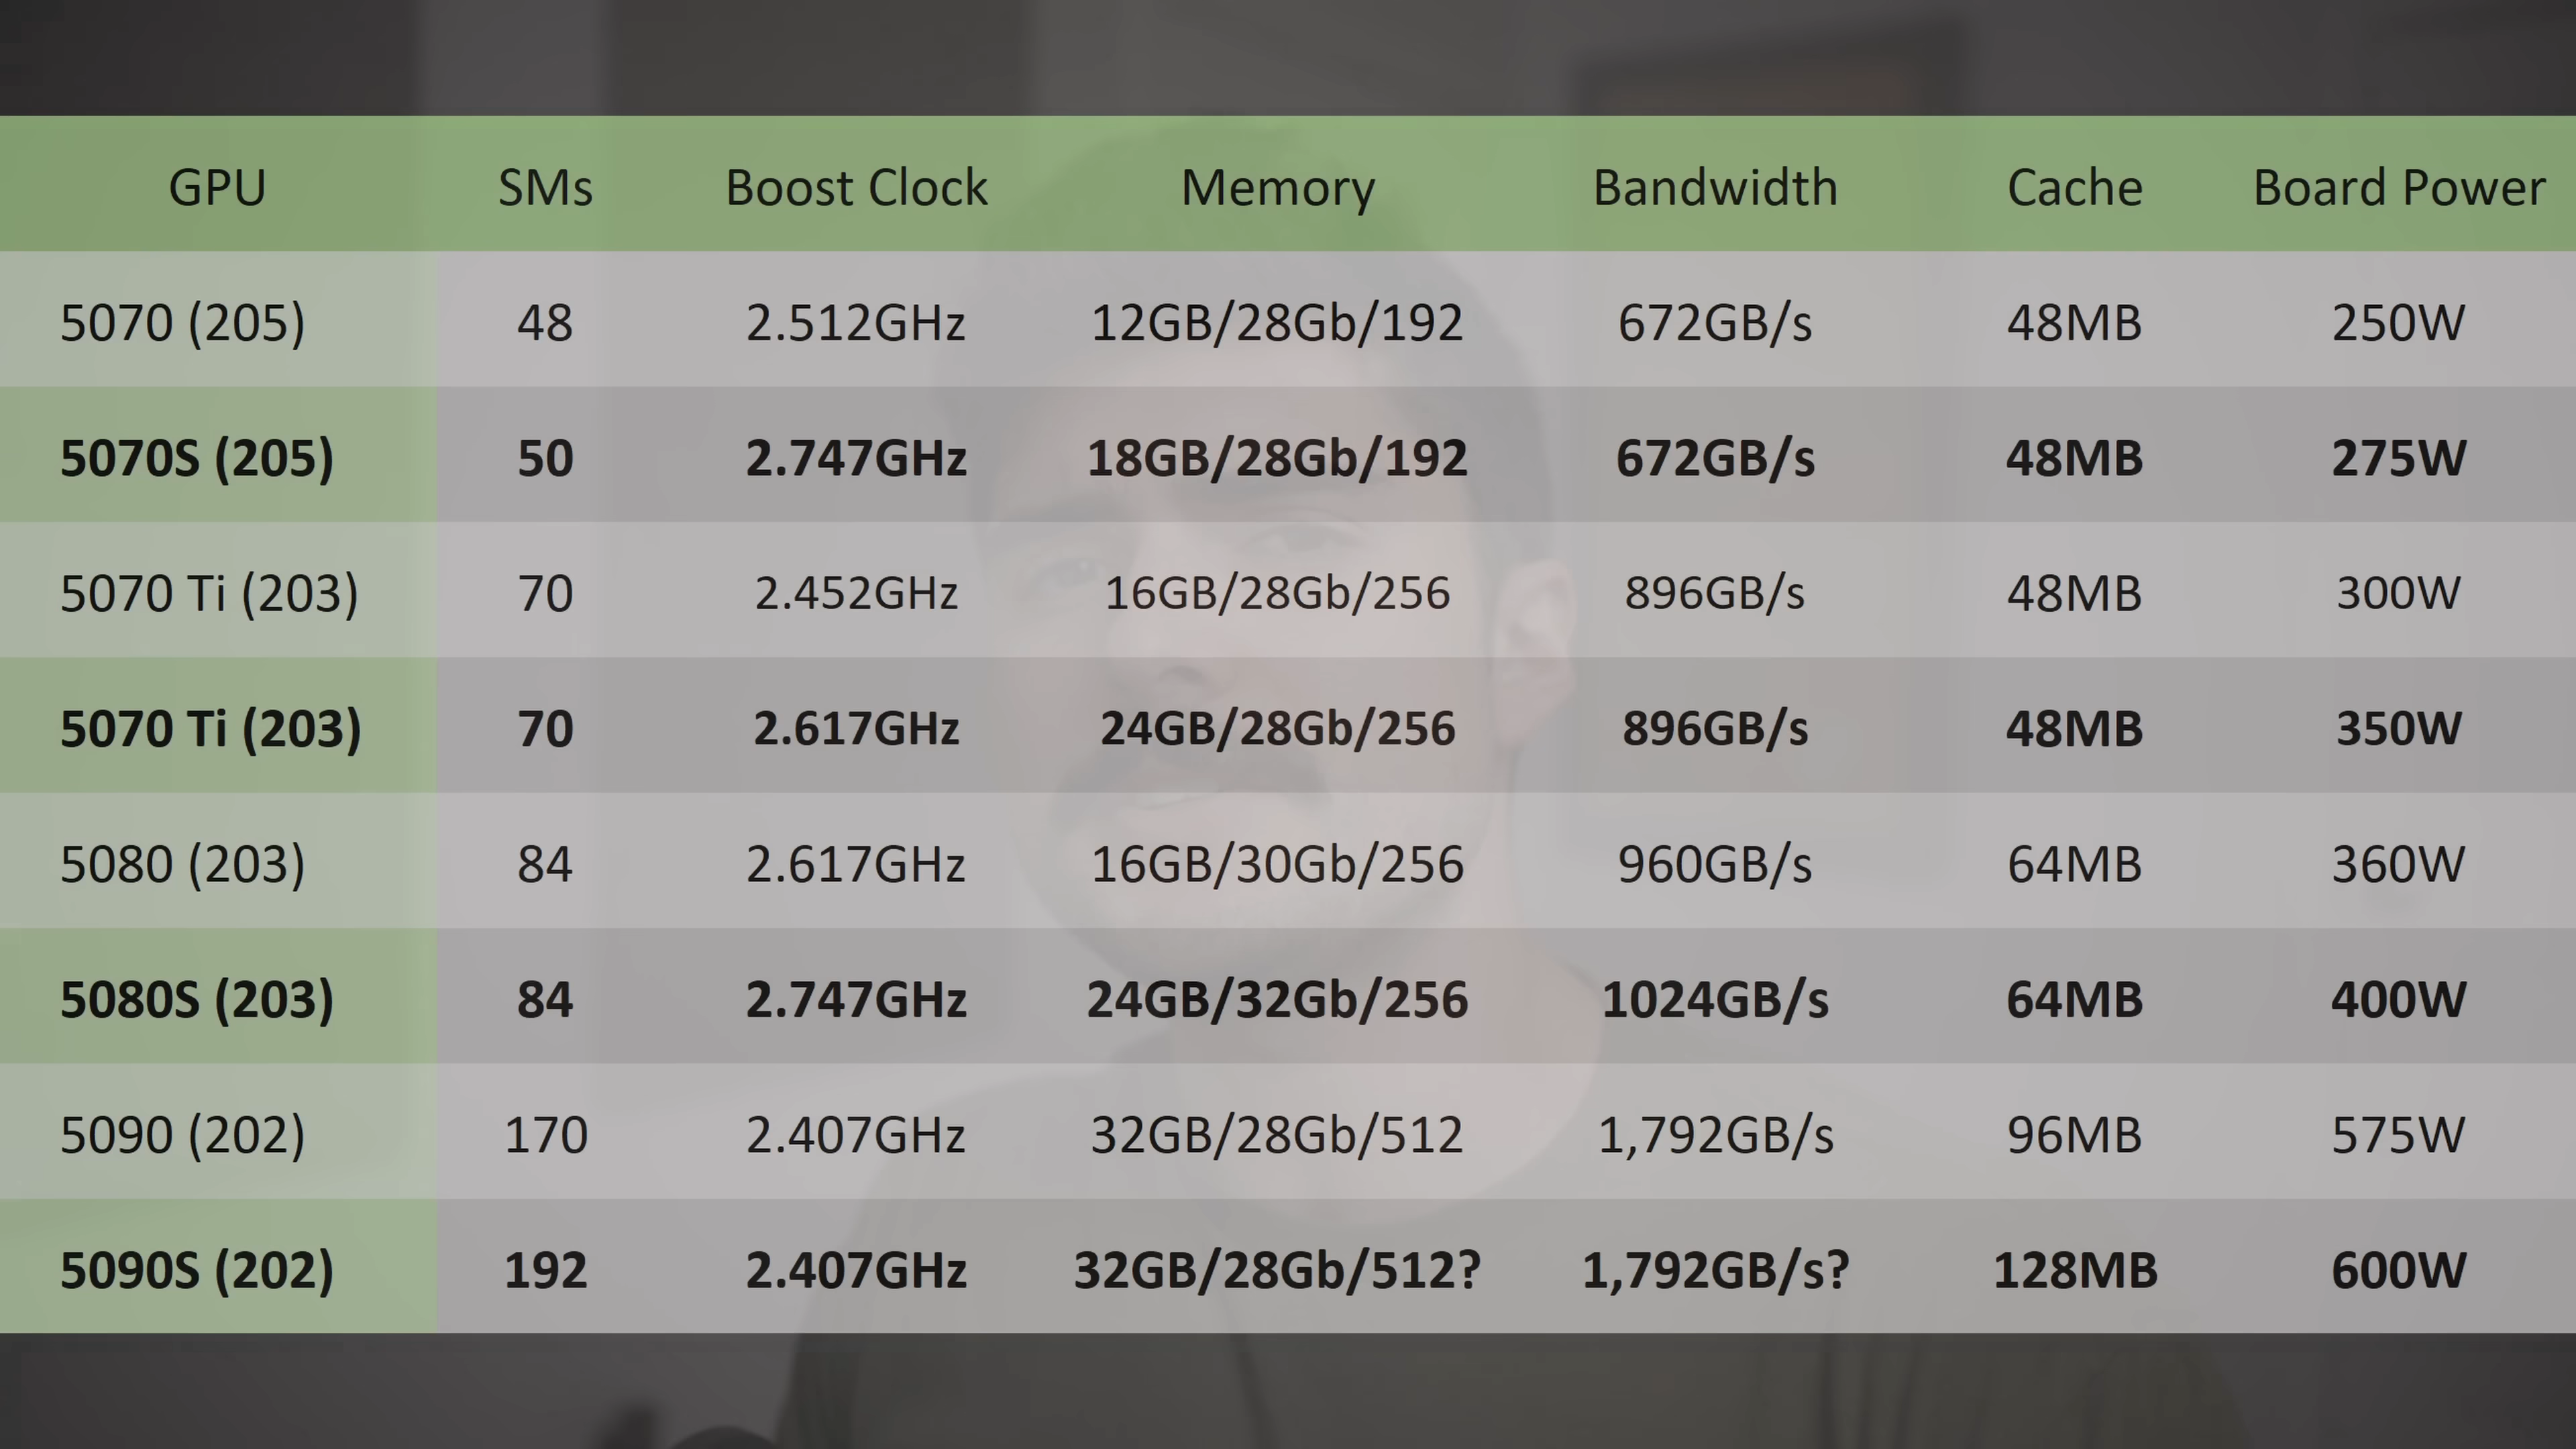 GPU SMs Boost Clock Memory Bandwidth Cache Board Power
5070 (205) 48 2.512GHz 12GB/28Gb/192 672GB/s 48MB 250W
5070S (205) 50 2.747GHz 18GB/28Gb/192 672GB/s 48MB 275W
5070 Ti (203) 70 2.452GHz 16GB/28Gb/256 896GB/s 48MB 300W
5070 Ti (203) 70 2.617GHz 24GB/28Gb/256 896GB/s 48MB 350W
5080 (203) 84 2.617GHz 16GB/30Gb/256 960GB/s 64MB 360W
5080S (203) 84 2.747GHz 24GB/32Gb/256 1024GB/s 64MB 400W
5090 (202) 170 2.407GHz 32GB/28Gb/512 1,792GB/s 96MB 575W
5090S (202) 192 2.407GHz 32GB/28Gb/512? 1,792GB/s? 128MB 600W